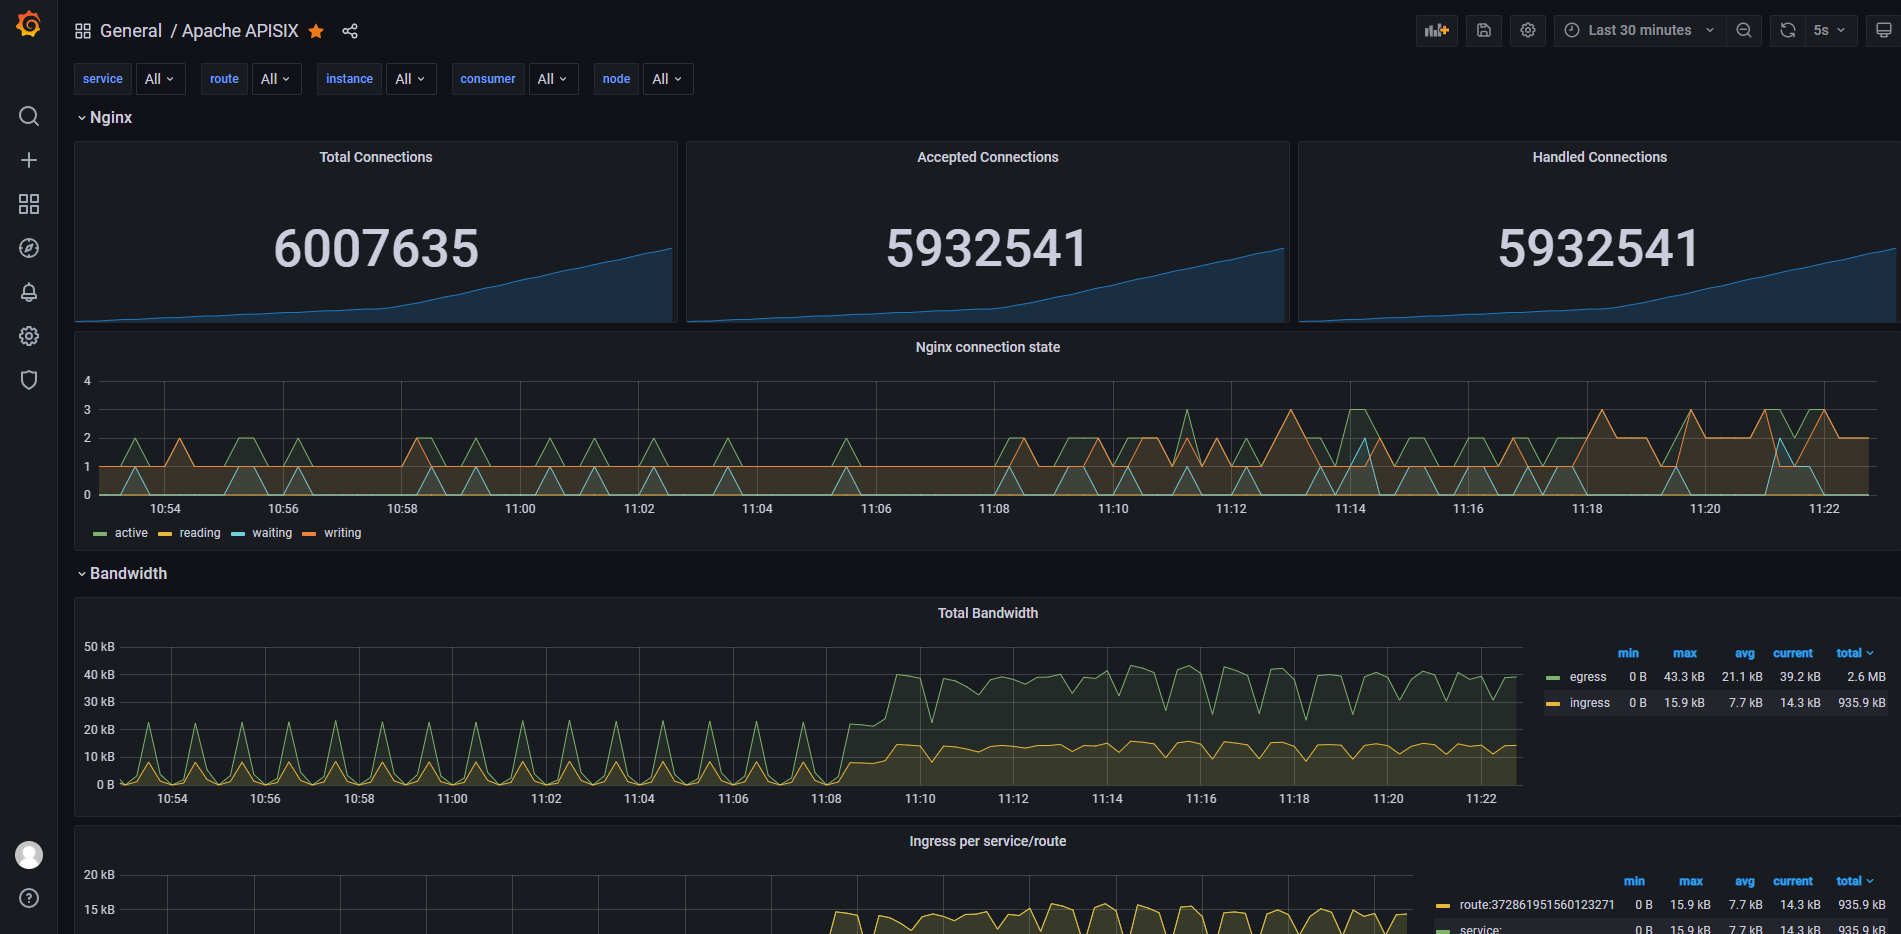 General / Apache APISIX
Last 30 minutes 5s
service All route All instance All consumer All node All
Nginx
Total Connections
6007635
Accepted Connections
5932541
Handled Connections
5932541
Nginx connection state
4
3
2
1
0
10:54 10:56 10:58 11:00 11:02 11:04 11:06 11:08 11:10 11:12 11:14 11:16 11:18 11:20 11:22
active reading waiting writing
Bandwidth
Total Bandwidth
50 kB
40 kB
30 kB
20 kB
10 kB
0 B
10:54 10:56 10:58 11:00 11:02 11:04 11:06 11:08 11:10 11:12 11:14 11:16 11:18 11:20 11:22
min max avg current total
egress 0 B 43.3 kB 21.1 kB 39.2 kB 2.6 MB
ingress 0 B 15.9 kB 7.7 kB 14.3 kB 935.9 kB
Ingress per service/route
20 kB
15 kB
min max avg current total
route:372861951560123271 0 B 15.9 kB 7.7 kB 14.3 kB 935.9 kB
service: 0 B 15.9 kB 7.7 kB 14.3 kB 935.9 kB